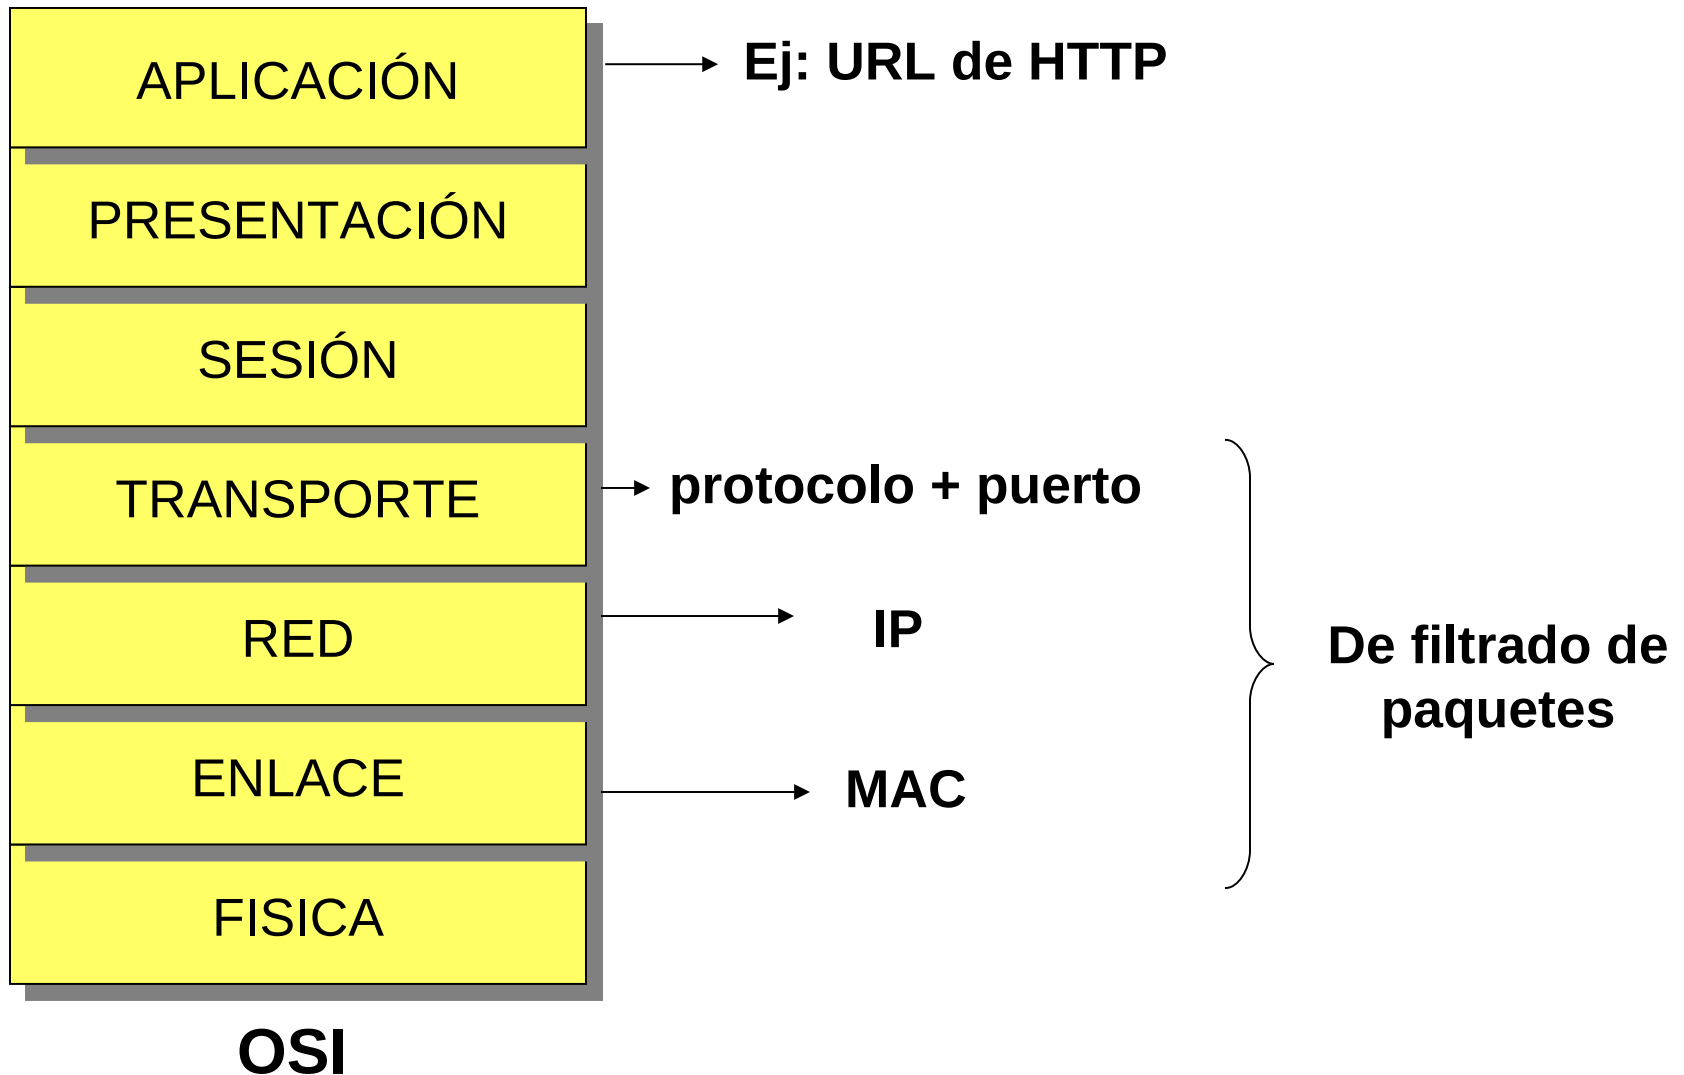 APLICACIÓN
Ej: URL de HTTP
PRESENTACIÓN
SESIÓN
TRANSPORTE
protocolo + puerto
RED
IP
De filtrado de
paquetes
ENLACE
MAC
FISICA
OSI